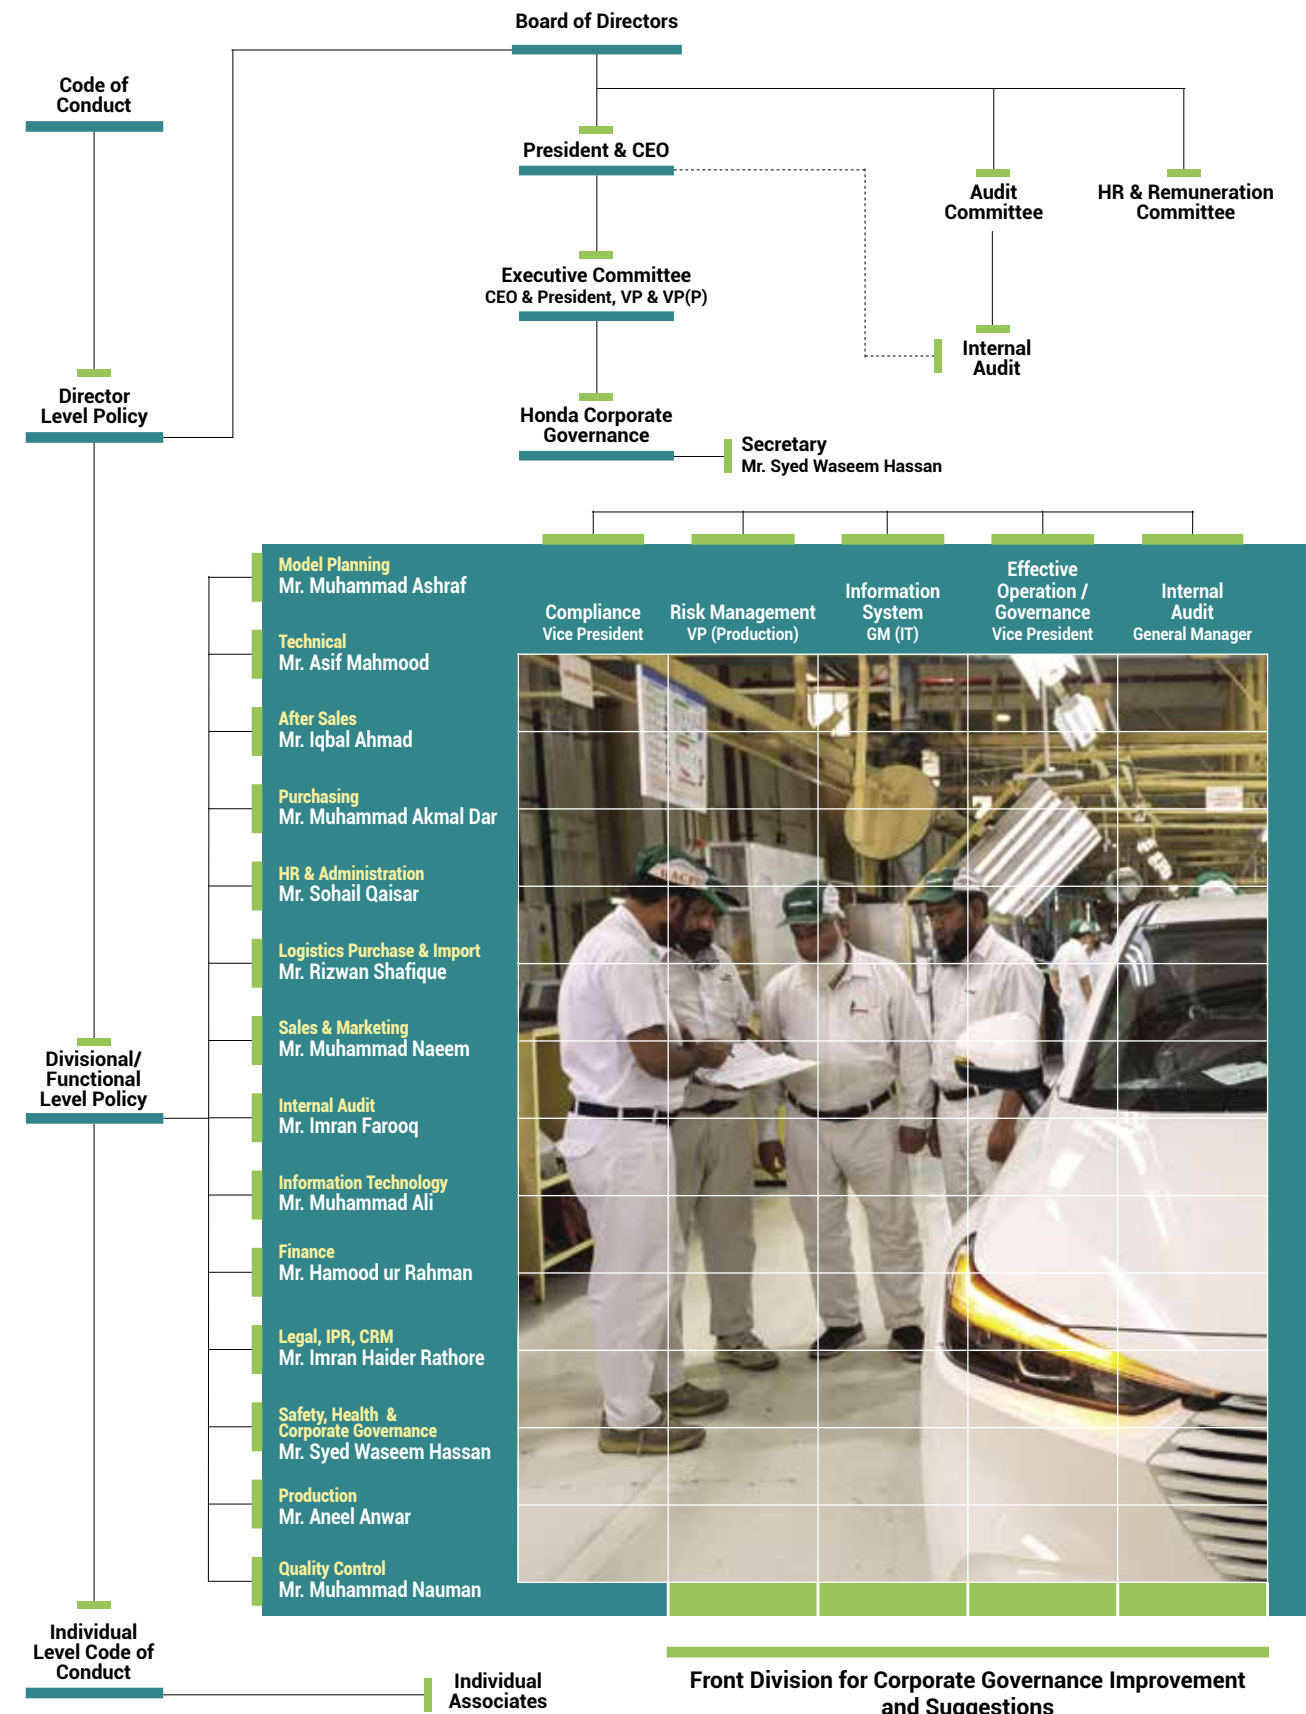 Board of Directors
Code of
Conduct
President & CEO
Audit
Committee
HR & Remuneration
Committee
Executive Committee
CEO & President, VP & VP(P)
Internal
Audit
Director
Level Policy
Honda Corporate
Governance
Secretary
Mr. Syed Waseem Hassan
Compliance
Vice President
Risk Management
VP (Production)
Information
System
GM (IT)
Effective
Operation /
Governance
Vice President
Internal
Audit
General Manager
Model Planning
Mr. Muhammad Ashraf
Technical
Mr. Asif Mahmood
After Sales
Mr. Iqbal Ahmad
Purchasing
Mr. Muhammad Akmal Dar
HR & Administration
Mr. Sohail Qaisar
Logistics Purchase & Import
Mr. Rizwan Shafique
Sales & Marketing
Mr. Muhammad Naeem
Divisional/
Functional
Level Policy
Internal Audit
Mr. Imran Farooq
Information Technology
Mr. Muhammad Ali
Finance
Mr. Hamood ur Rahman
Legal, IPR, CRM
Mr. Imran Haider Rathore
Safety, Health &
Corporate Governance
Mr. Syed Waseem Hassan
Production
Mr. Aneel Anwar
Quality Control
Mr. Muhammad Nauman
Individual
Level Code of
Conduct
Individual
Associates
Front Division for Corporate Governance Improvement
and Suggestions